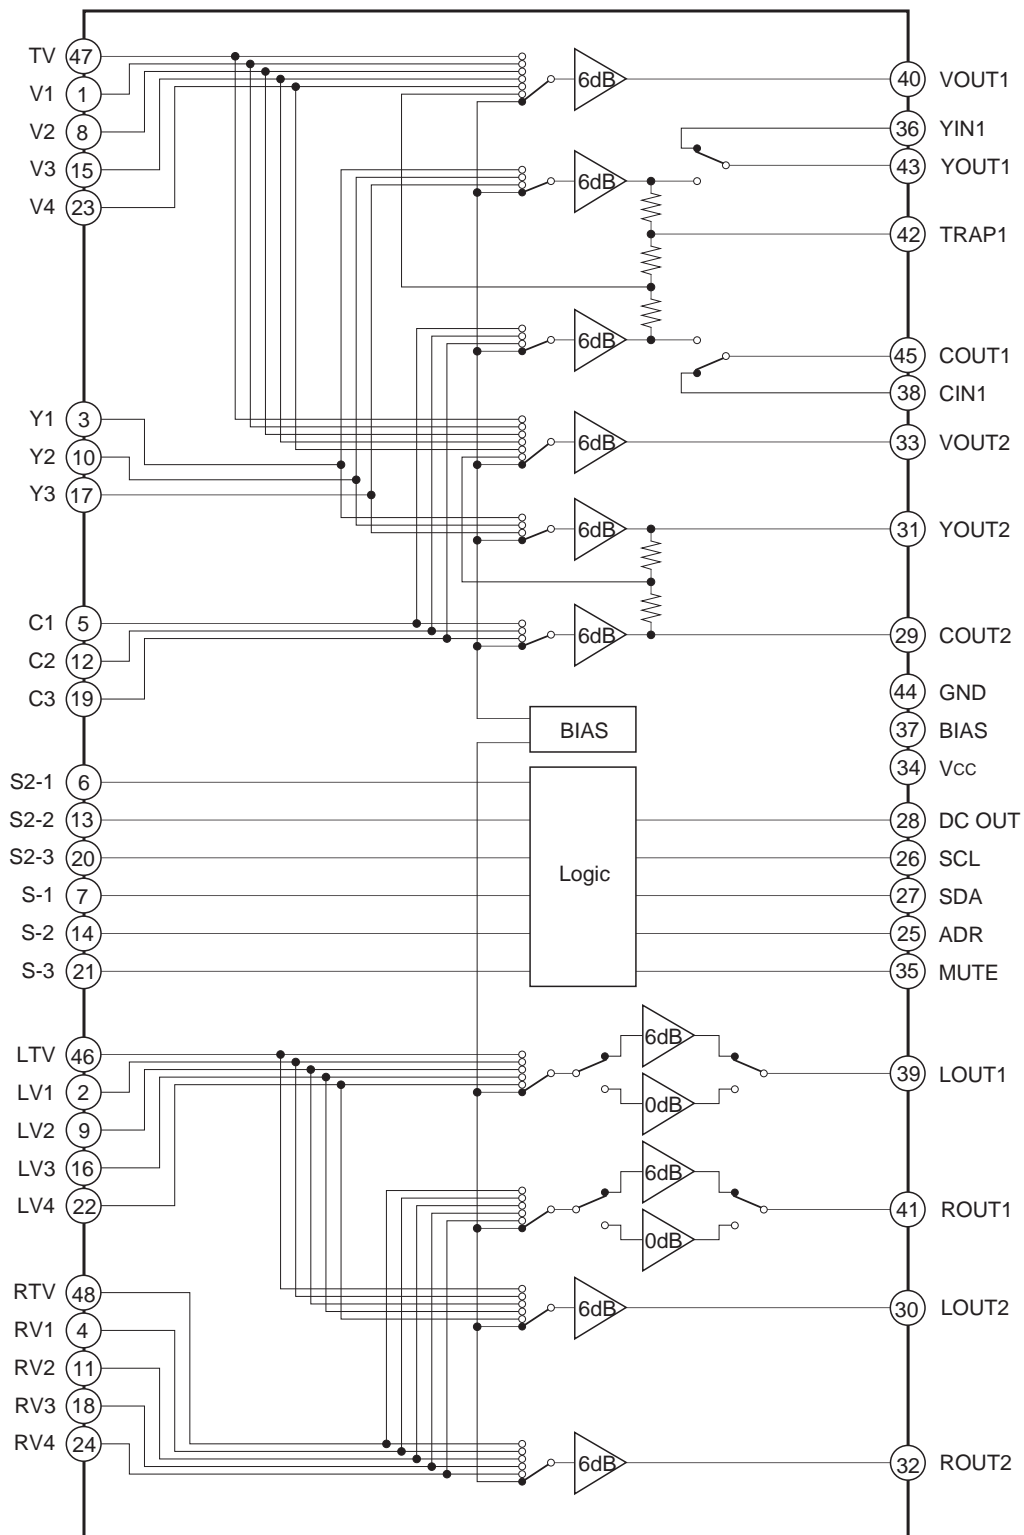 TV 47
V1 1
V2 8
V3 15
V4 23
Y1 3
Y2 10
Y3 17
C1 5
C2 12
C3 19
S2-1 6
S2-2 13
S2-3 20
S-1 7
S-2 14
S-3 21
LTV 46
LV1 2
LV2 9
LV3 16
LV4 22
RTV 48
RV1 4
RV2 11
RV3 18
RV4 24
6dB
6dB
6dB
6dB
6dB
6dB
BIAS
Logic
6dB
0dB
6dB
0dB
6dB
6dB
40 VOUT1
36 YIN1
43 YOUT1
42 TRAP1
45 COUT1
38 CIN1
33 VOUT2
31 YOUT2
29 COUT2
44 GND
37 BIAS
34 VCC
28 DC OUT
26 SCL
27 SDA
25 ADR
35 MUTE
39 LOUT1
41 ROUT1
30 LOUT2
32 ROUT2